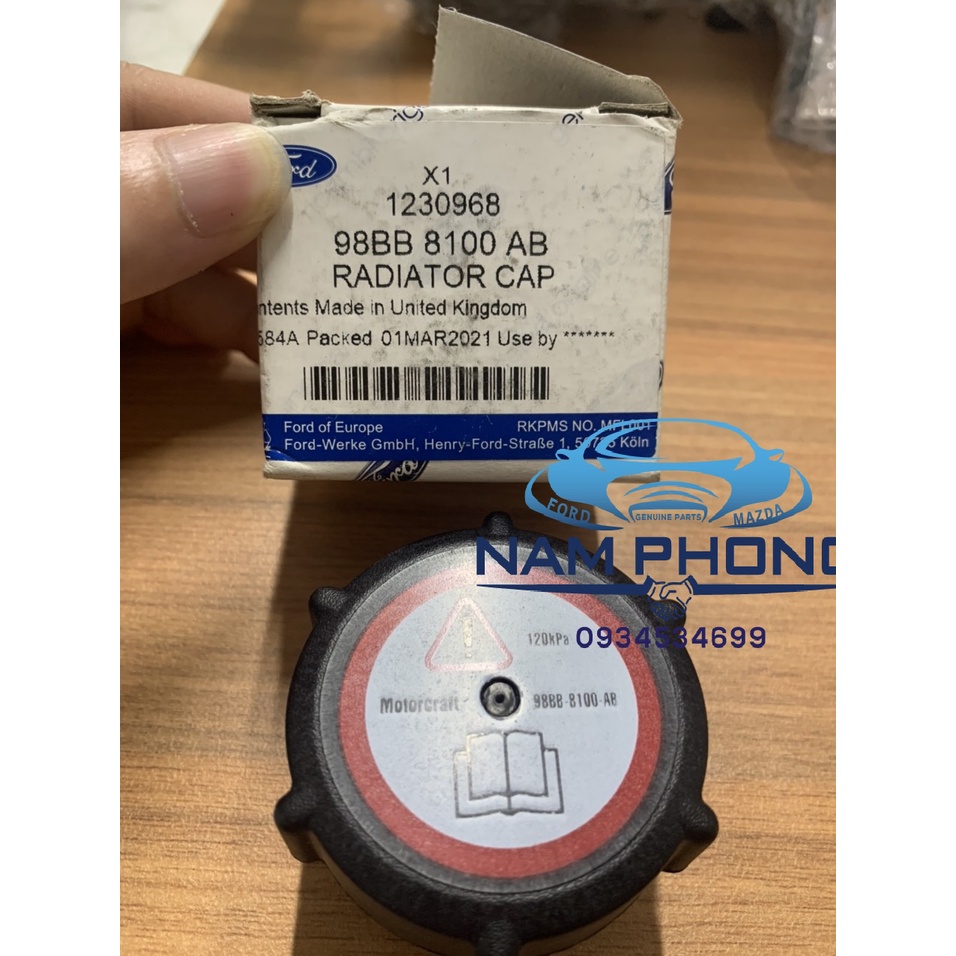 X1
1230968
98BB 8100 AB
RADIATOR CAP
ntents Made in United Kingdom
584A Packed 01MAR2021 Use by *******
Ford of Europe
RKPMS NO. MFL001
Ford-Werke GmbH, Henry-Ford-Straße 1, 50725 Köln
FORD
GENUINE PARTS
MAZDA
NAM PHONG
0934534699
120kPa
Motorcraft
98BB-8100-AB